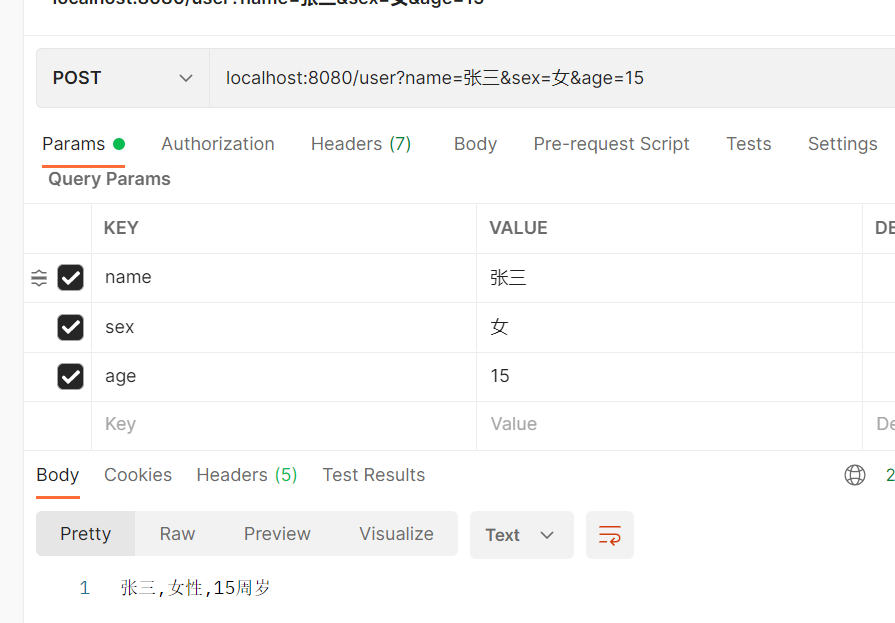 localhost:8080/user?name=张三&sex=女&age=15
POST localhost:8080/user?name=张三&sex=女&age=15
Params Authorization Headers (7) Body Pre-request Script Tests Settings
Query Params
KEY VALUE DE
name 张三
sex 女
age 15
Key Value De
Body Cookies Headers (5) Test Results 2
Pretty Raw Preview Visualize Text
1 张三,女性,15周岁